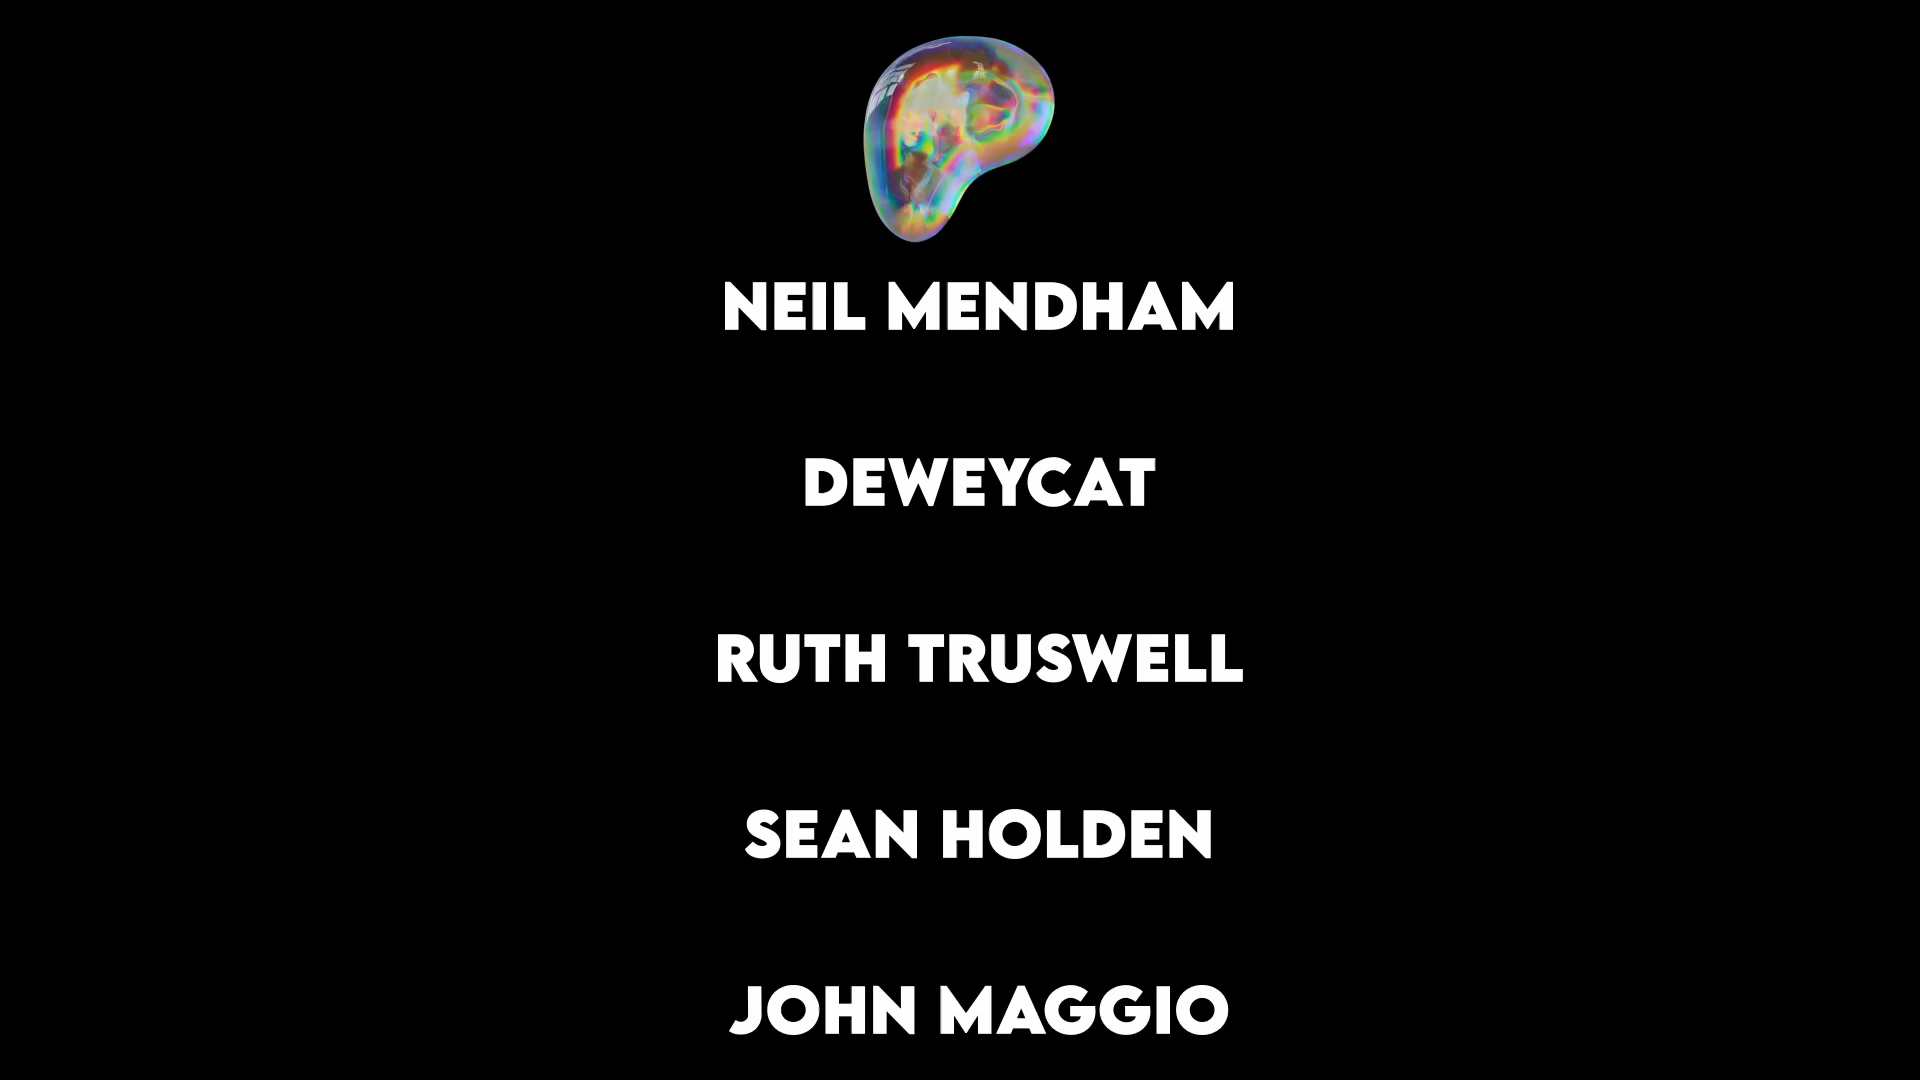 NEIL MENDHAM
DEWEYCAT
RUTH TRUSWELL
SEAN HOLDEN
JOHN MAGGIO